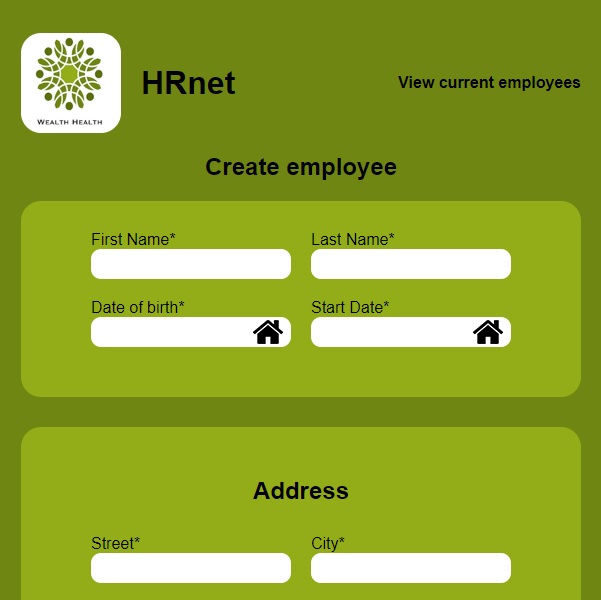 WEALTH HEALTH
HRnet
View current employees
Create employee
First Name*
Last Name*
Date of birth*
Start Date*
Address
Street*
City*